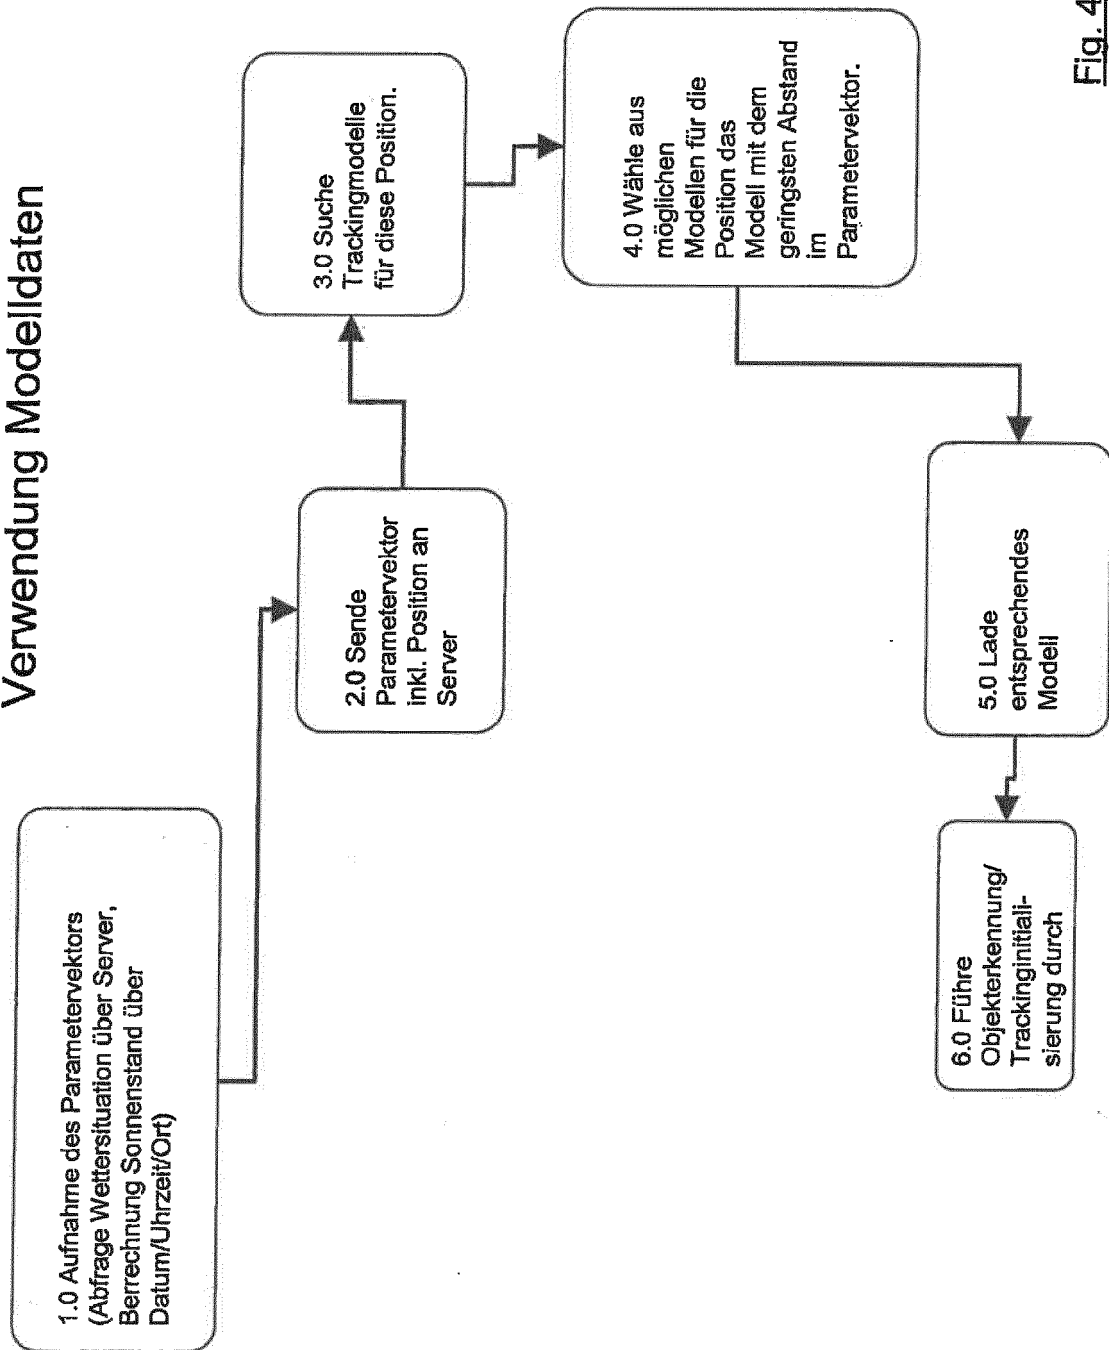 Verwendung Modelldaten
1.0 Aufnahme des Parametervektors
(Abfrage Wettersituation über Server,
Berrechnung Sonnenstand über
Datum/Uhrzeit/Ort)
2.0 Sende
Parametervektor
inkl. Position an
Server
3.0 Suche
Trackingmodelle
für diese Position.
4.0 Wähle aus
möglichen
Modellen für die
Position das
Modell mit dem
geringsten Abstand
im
Parametervektor.
5.0 Lade
entsprechendes
Modell
6.0 Führe
Objekterkennung/
Trackinginitiali-
sierung durch
Fig. 4